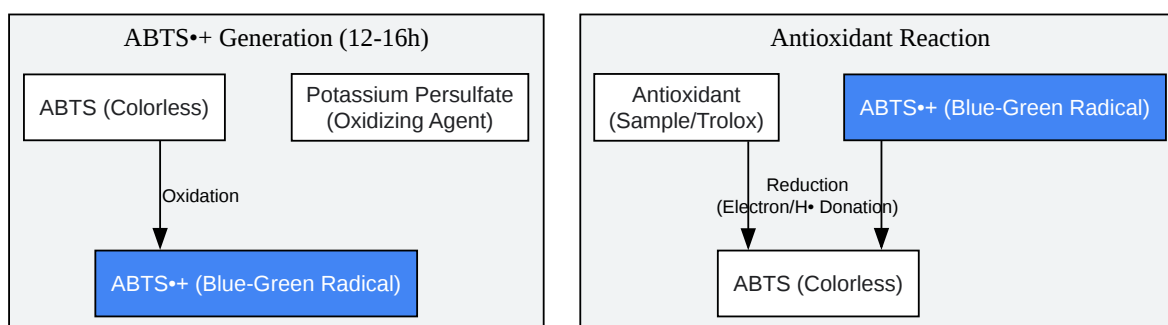 ABTS•+ Generation (12-16h)
ABTS (Colorless)
Potassium Persulfate
(Oxidizing Agent)
Oxidation
ABTS•+ (Blue-Green Radical)
Antioxidant Reaction
Antioxidant
(Sample/Trolox)
ABTS•+ (Blue-Green Radical)
Reduction
(Electron/H• Donation)
ABTS (Colorless)